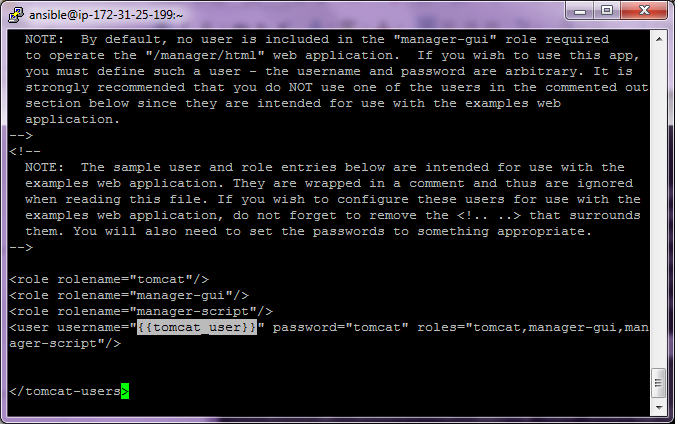 ansible@ip-172-31-25-199:~
NOTE:  By default, no user is included in the "manager-gui" role required
to operate the "/manager/html" web application.  If you wish to use this app,
you must define such a user - the username and password are arbitrary. It is
strongly recommended that you do NOT use one of the users in the commented out
section below since they are intended for use with the examples web
application.
-->
<!--
NOTE:  The sample user and role entries below are intended for use with the
examples web application. They are wrapped in a comment and thus are ignored
when reading this file. If you wish to configure these users for use with the
examples web application, do not forget to remove the <!.. ..> that surrounds
them. You will also need to set the passwords to something appropriate.
-->
<role rolename="tomcat"/>
<role rolename="manager-gui"/>
<role rolename="manager-script"/>
<user username="{{tomcat_user}}" password="tomcat" roles="tomcat,manager-gui,man
ager-script"/>
</tomcat-users>